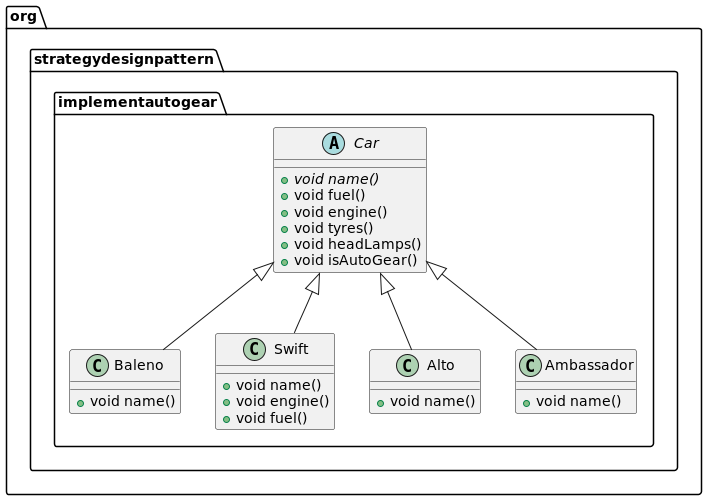 org
strategydesignpattern
implementautogear
A Car
void name()
void fuel()
void engine()
void tyres()
void headLamps()
void isAutoGear()
C Baleno
void name()
C Swift
void name()
void engine()
void fuel()
C Alto
void name()
C Ambassador
void name()